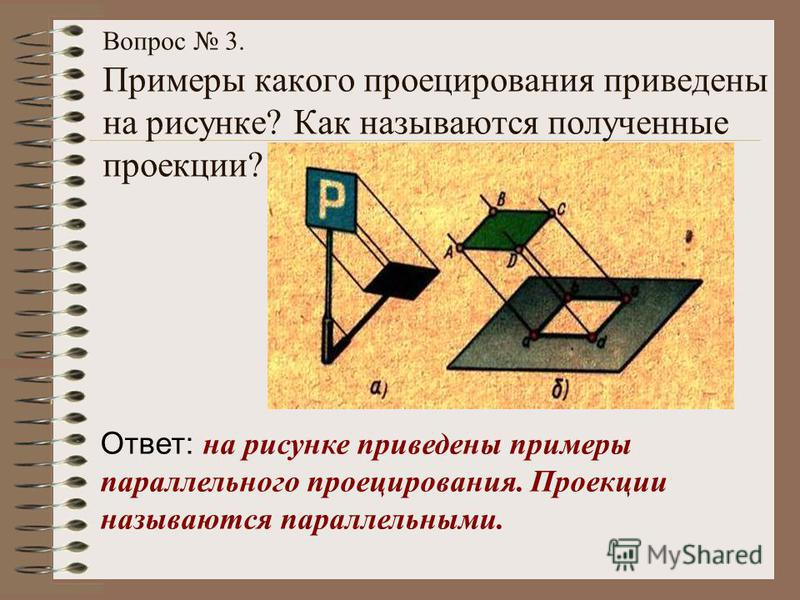 Вопрос № 3.
Примеры какого проецирования приведены
на рисунке? Как называются полученные
проекции?
P
B
C
A
D
b
c
a
d
а)
б)
Ответ: на рисунке приведены примеры
параллельного проецирования. Проекции
называются параллельными.
MyShared